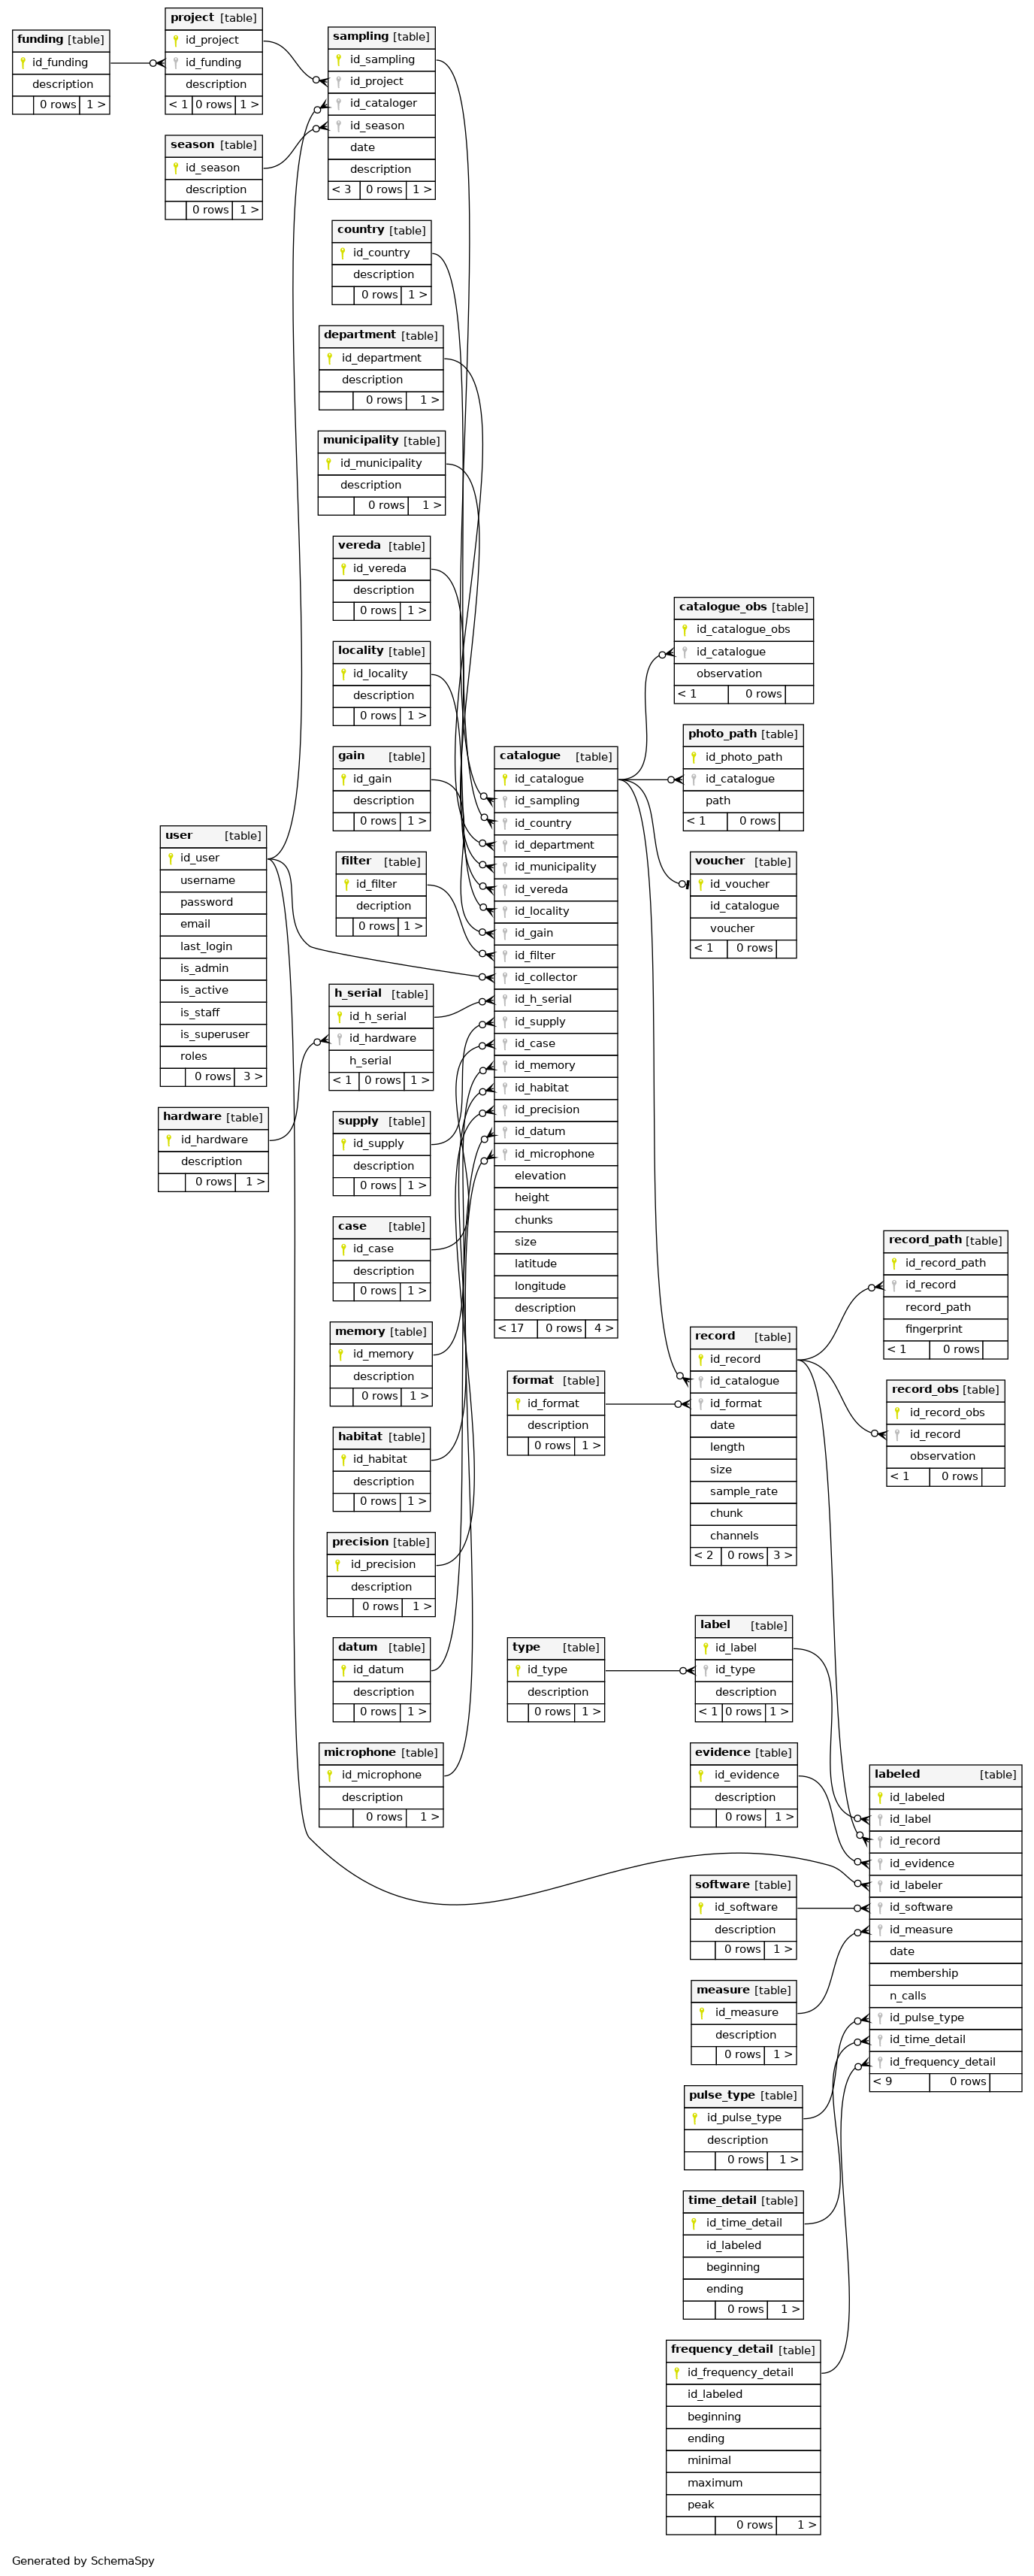 funding [table]
id_funding
description
0 rows 1 >
project [table]
id_project
id_funding
description
< 1 0 rows 1 >
season [table]
id_season
description
0 rows 1 >
sampling [table]
id_sampling
id_project
id_cataloger
id_season
date
description
< 3 0 rows 1 >
country [table]
id_country
description
0 rows 1 >
department [table]
id_department
description
0 rows 1 >
municipality [table]
id_municipality
description
0 rows 1 >
vereda [table]
id_vereda
description
0 rows 1 >
locality [table]
id_locality
description
0 rows 1 >
gain [table]
id_gain
description
0 rows 1 >
filter [table]
id_filter
decription
0 rows 1 >
user [table]
id_user
username
password
email
last_login
is_admin
is_active
is_staff
is_superuser
roles
0 rows 3 >
hardware [table]
id_hardware
description
0 rows 1 >
h_serial [table]
id_h_serial
id_hardware
h_serial
< 1 0 rows 1 >
supply [table]
id_supply
description
0 rows 1 >
case [table]
id_case
description
0 rows 1 >
memory [table]
id_memory
description
0 rows 1 >
habitat [table]
id_habitat
description
0 rows 1 >
precision [table]
id_precision
description
0 rows 1 >
datum [table]
id_datum
description
0 rows 1 >
microphone [table]
id_microphone
description
0 rows 1 >
catalogue [table]
id_catalogue
id_sampling
id_country
id_department
id_municipality
id_vereda
id_locality
id_gain
id_filter
id_collector
id_h_serial
id_supply
id_case
id_memory
id_habitat
id_precision
id_datum
id_microphone
elevation
height
chunks
size
latitude
longitude
description
< 17 0 rows 4 >
catalogue_obs [table]
id_catalogue_obs
id_catalogue
observation
< 1 0 rows
photo_path [table]
id_photo_path
id_catalogue
path
< 1 0 rows
voucher [table]
id_voucher
id_catalogue
voucher
< 1 0 rows
format [table]
id_format
description
0 rows 1 >
record [table]
id_record
id_catalogue
id_format
date
length
size
sample_rate
chunk
channels
< 2 0 rows 3 >
record_path [table]
id_record_path
id_record
record_path
fingerprint
< 1 0 rows
record_obs [table]
id_record_obs
id_record
observation
< 1 0 rows
type [table]
id_type
description
0 rows 1 >
label [table]
id_label
id_type
description
< 1 0 rows 1 >
evidence [table]
id_evidence
description
0 rows 1 >
software [table]
id_software
description
0 rows 1 >
measure [table]
id_measure
description
0 rows 1 >
pulse_type [table]
id_pulse_type
description
0 rows 1 >
time_detail [table]
id_time_detail
id_labeled
beginning
ending
0 rows 1 >
frequency_detail [table]
id_frequency_detail
id_labeled
beginning
ending
minimal
maximum
peak
0 rows 1 >
labeled [table]
id_labeled
id_label
id_record
id_evidence
id_labeler
id_software
id_measure
date
membership
n_calls
id_pulse_type
id_time_detail
id_frequency_detail
< 9 0 rows
Generated by SchemaSpy